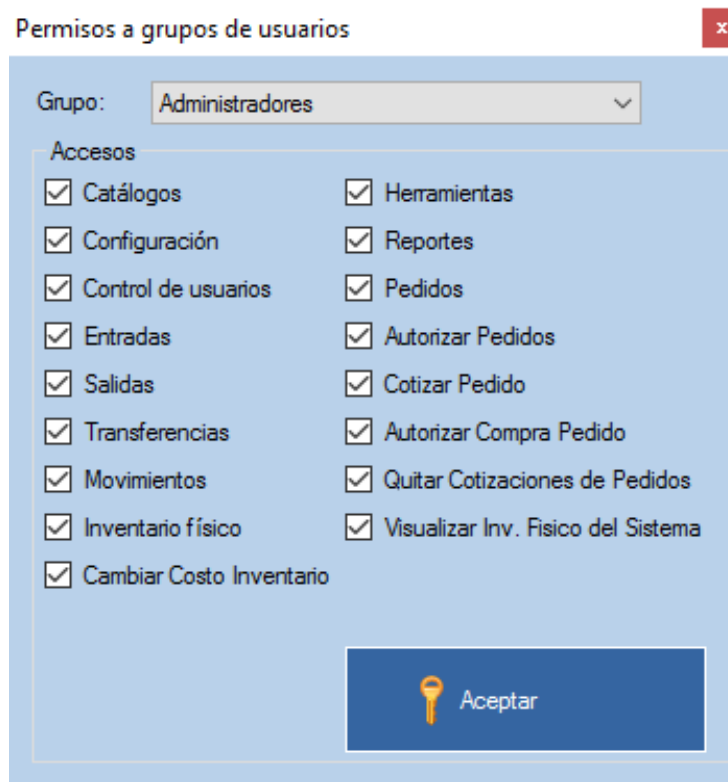 Permisos a grupos de usuarios
x
Grupo:
Administradores
Accesos
Catálogos
Configuración
Control de usuarios
Entradas
Salidas
Transferencias
Movimientos
Inventario físico
Cambiar Costo Inventario
Herramientas
Reportes
Pedidos
Autorizar Pedidos
Cotizar Pedido
Autorizar Compra Pedido
Quitar Cotizaciones de Pedidos
Visualizar Inv. Fisico del Sistema
Aceptar